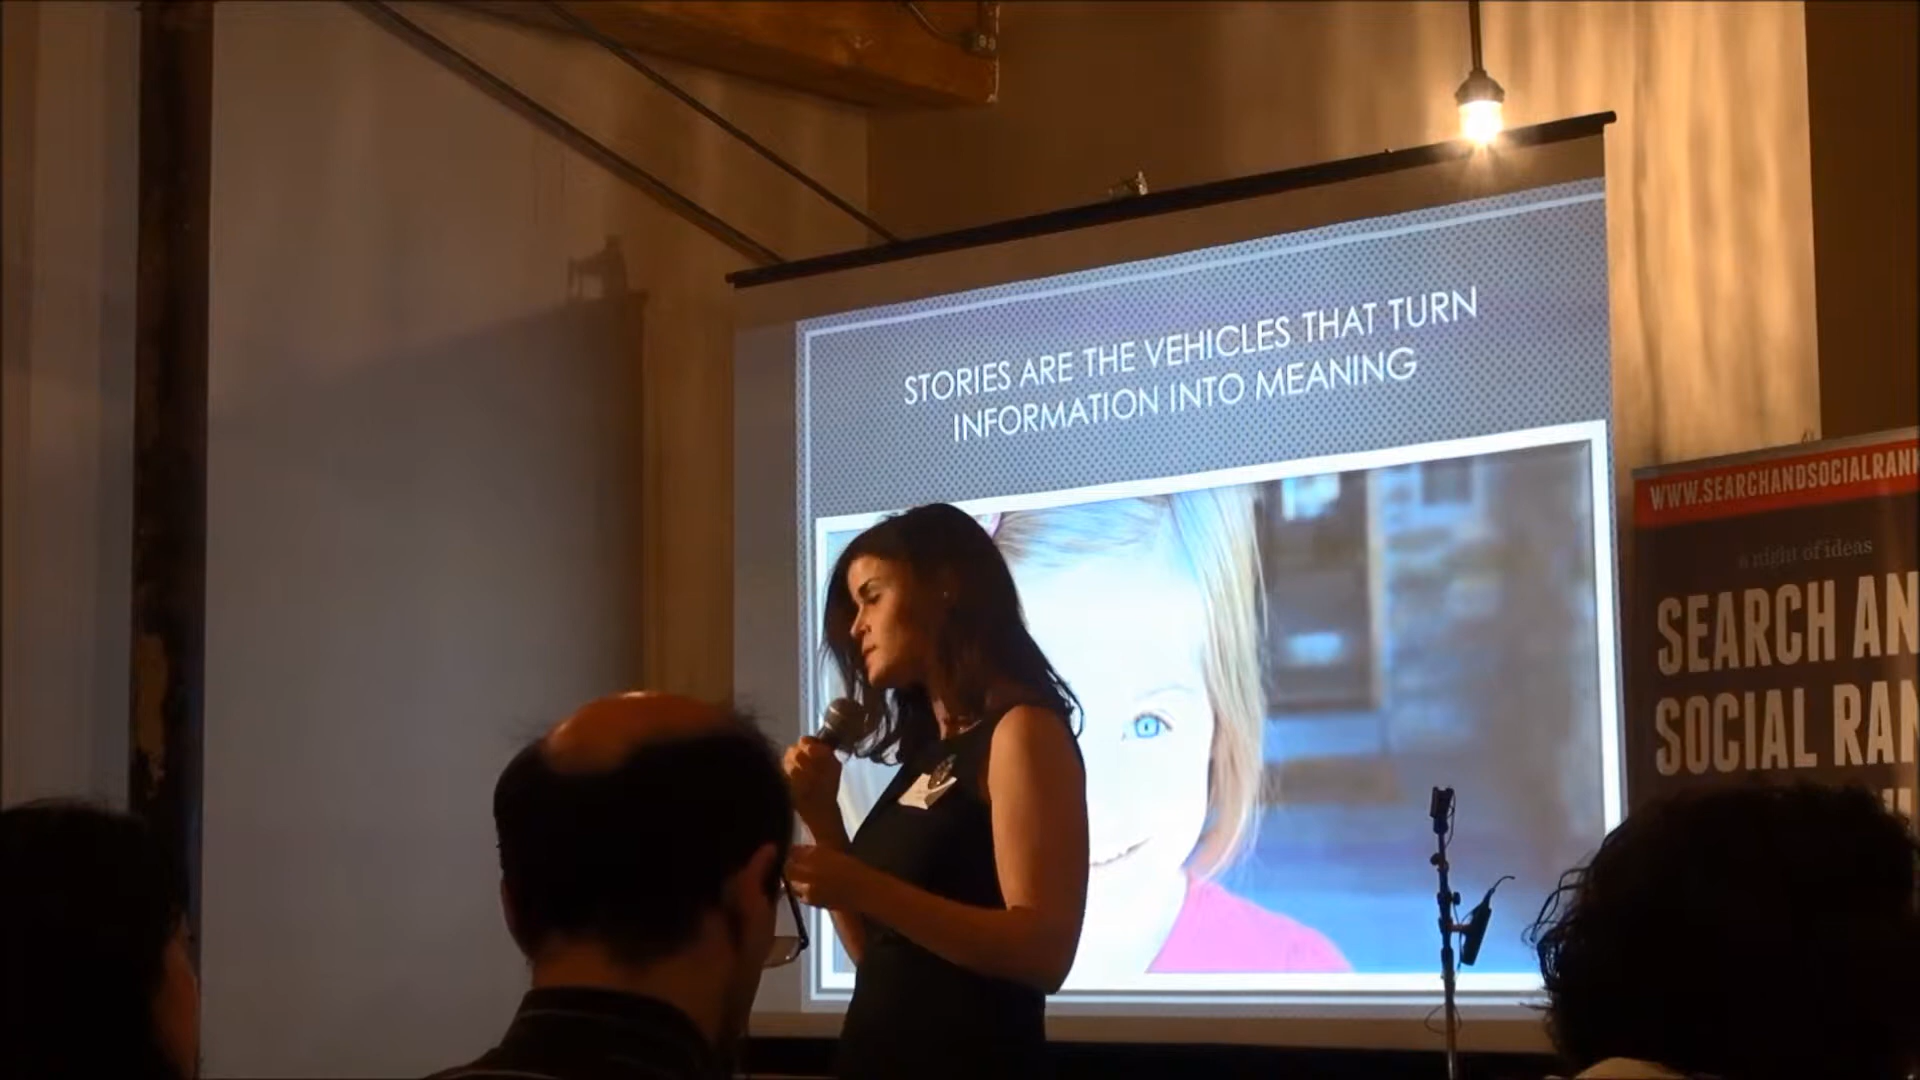 STORIES ARE THE VEHICLES THAT TURN
INFORMATION INTO MEANING
WWW.SEARCHANDSOCIALRAN
a night of ideas
SEARCH AN
SOCIAL RAN